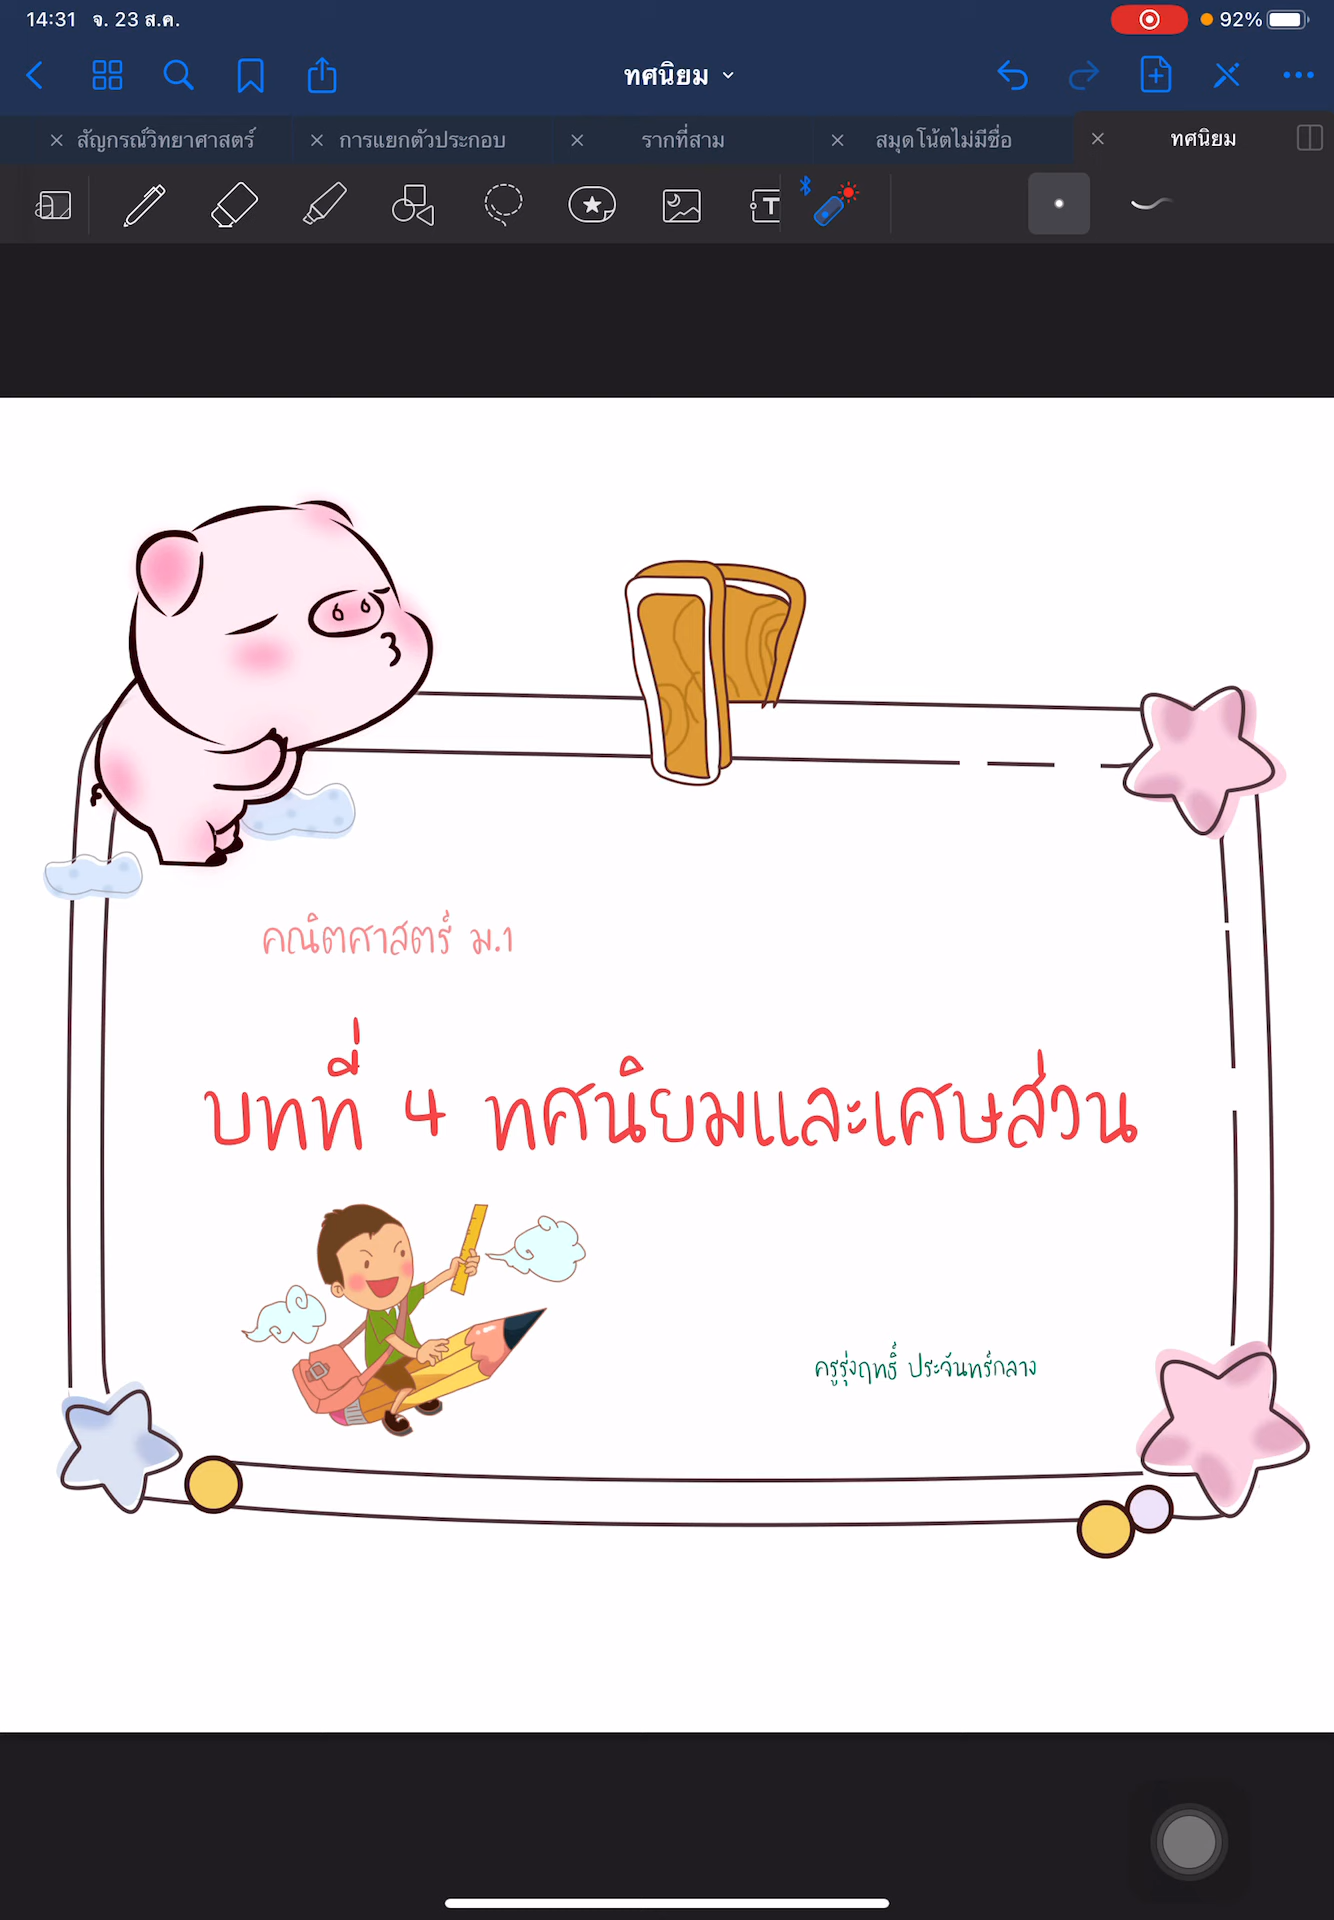 14:31 จ. 23 ส.ค.
92%
ทศนิยม
สัญกรณ์วิทยาศาสตร์
การแยกตัวประกอบ
รากที่สาม
สมุดโน้ตไม่มีชื่อ
ทศนิยม
คณิตศาสตร์ ม.1
บทที่ 4 ทศนิยมและเศษส่วน
ครูรุ่งฤทธิ์ ประจันทร์กลาง